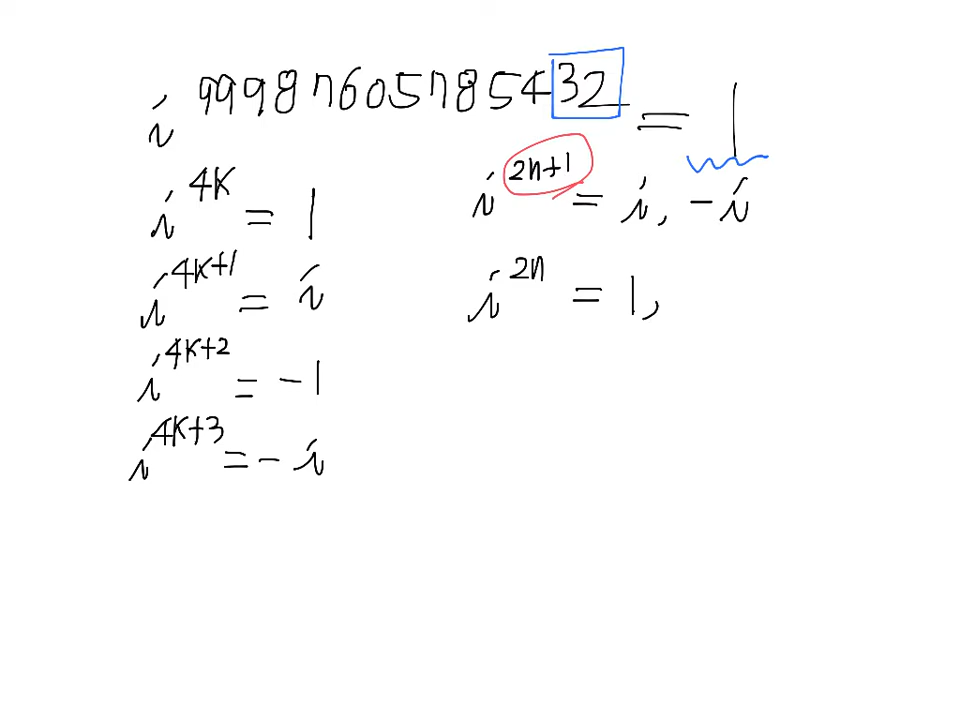 i^99987605785432 = 1
i^4K = 1
i^2n+1 = i, -i
i^4K+1 = i
i^2n = 1,
i^4K+2 = -1
i^4K+3 = -i